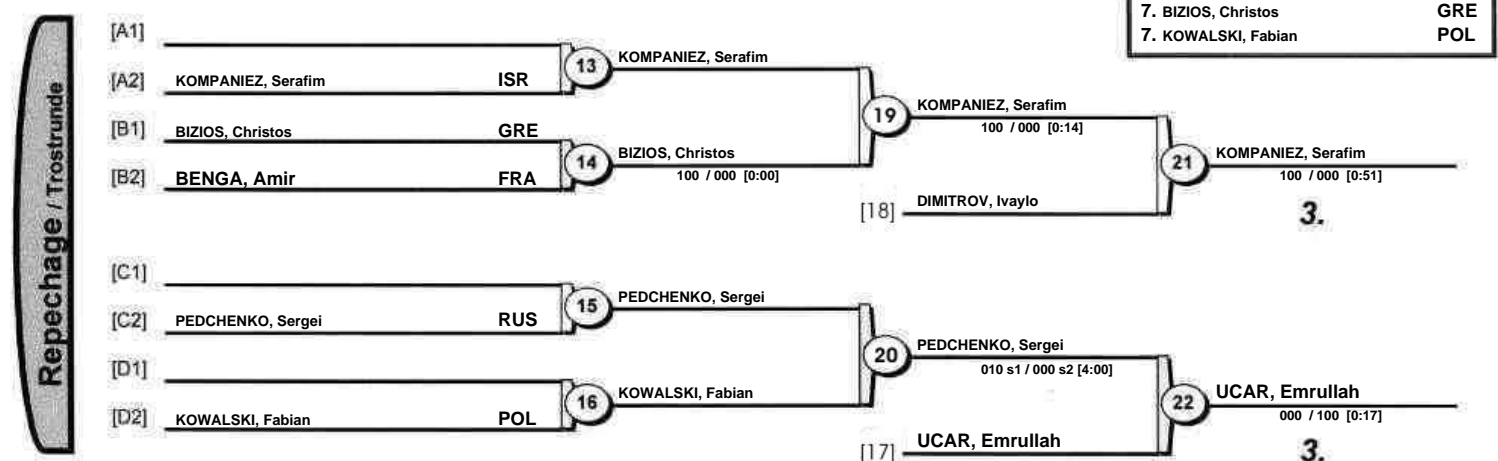 7. BIZIOS, Christos GRE
7. KOWALSKI, Fabian POL
Repechage / Trostrunde
[A1]
[A2] KOMPANIEZ, Serafim ISR
13 KOMPANIEZ, Serafim
[B1] BIZIOS, Christos GRE
[B2] BENGA, Amir FRA
14 BIZIOS, Christos
100 / 000 [0:00]
19 KOMPANIEZ, Serafim
100 / 000 [0:14]
[18] DIMITROV, Ivaylo
21 KOMPANIEZ, Serafim
100 / 000 [0:51]
3.
[C1]
[C2] PEDCHENKO, Sergei RUS
15 PEDCHENKO, Sergei
[D1]
[D2] KOWALSKI, Fabian POL
16 KOWALSKI, Fabian
20 PEDCHENKO, Sergei
010 s1 / 000 s2 [4:00]
[17] UCAR, Emrullah
22 UCAR, Emrullah
000 / 100 [0:17]
3.